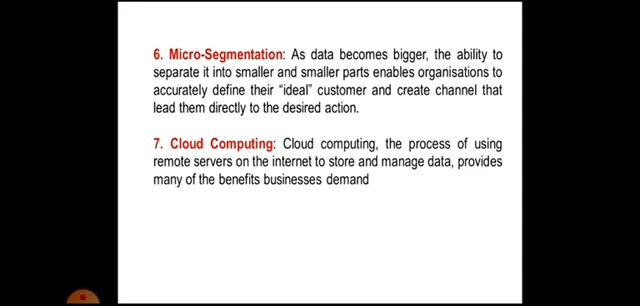 6. Micro-Segmentation: As data becomes bigger, the ability to
separate it into smaller and smaller parts enables organisations to
accurately define their “ideal” customer and create channel that
lead them directly to the desired action.
7. Cloud Computing: Cloud computing, the process of using
remote servers on the internet to store and manage data, provides
many of the benefits businesses demand